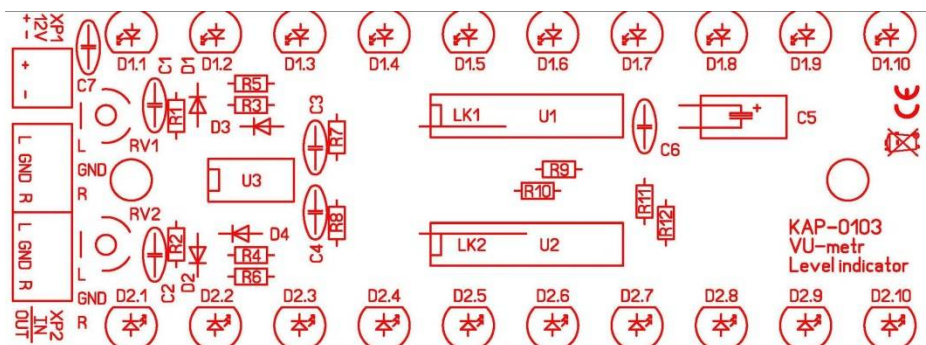 + 12V XP1
-
D1.1 D1.2 D1.3 D1.4 D1.5 D1.6 D1.7 D1.8 D1.9 D1.10
+
-
C7
C1
D1
R1
R5
R3
D3
C3
R7
LK1
U1
C6
+
C5
CE
L GND R
L
GND
R
RV1
U3
R9
R10
R11
R12
RV2
L GND R
L
GND
R
R2
C2
D2
D4
R4
R6
C4
R8
LK2
U2
KAP-0103
VU-metr
Level indicator
XP2
IN
OUT
D2.1 D2.2 D2.3 D2.4 D2.5 D2.6 D2.7 D2.8 D2.9 D2.10